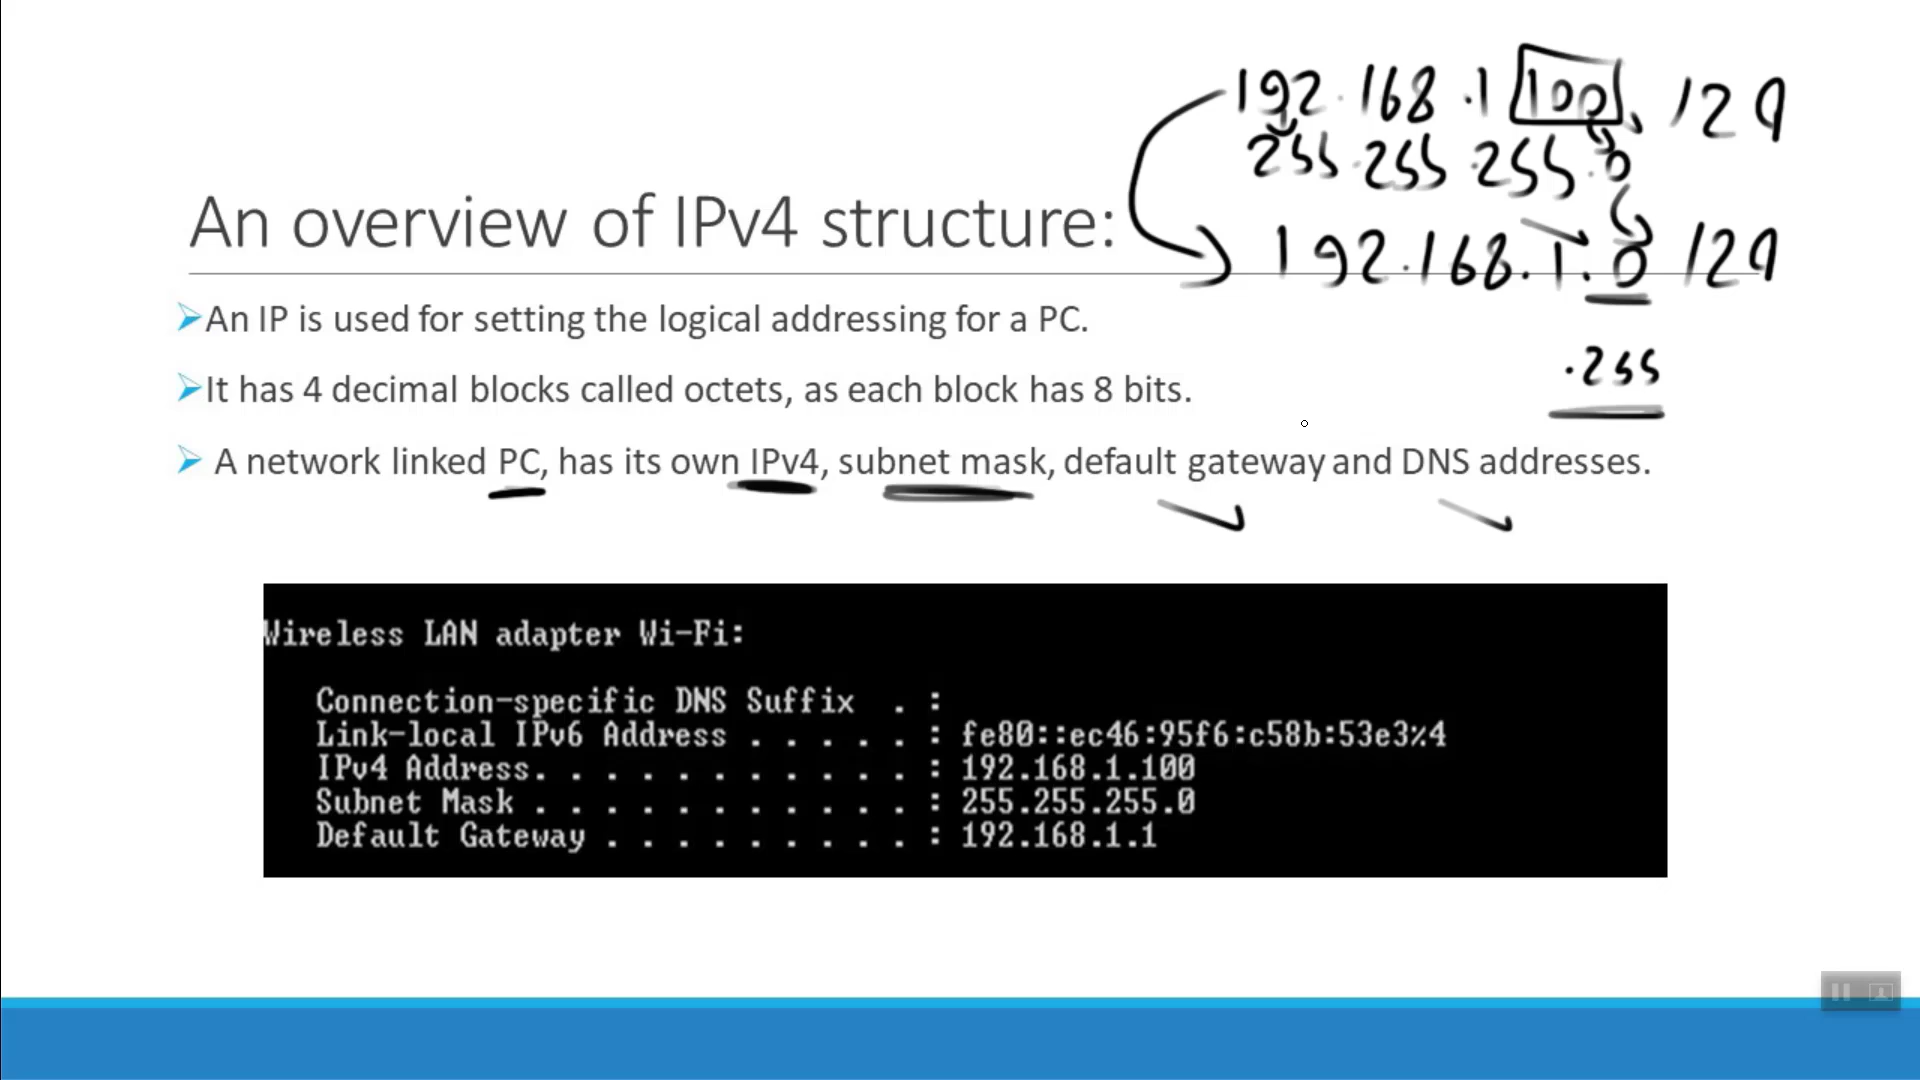 192.168.1 100 /29
255.255.255.0
An overview of IPv4 structure:
192.168.1.0 /29
An IP is used for setting the logical addressing for a PC.
.255
It has 4 decimal blocks called octets, as each block has 8 bits.
A network linked PC, has its own IPv4, subnet mask, default gateway and DNS addresses.
Wireless LAN adapter Wi-Fi:
Connection-specific DNS Suffix . :
Link-local IPv6 Address . . . . . : fe80::ec46:95f6:c58b:53e3%4
IPv4 Address. . . . . . . . . . . : 192.168.1.100
Subnet Mask . . . . . . . . . . . : 255.255.255.0
Default Gateway . . . . . . . . . : 192.168.1.1